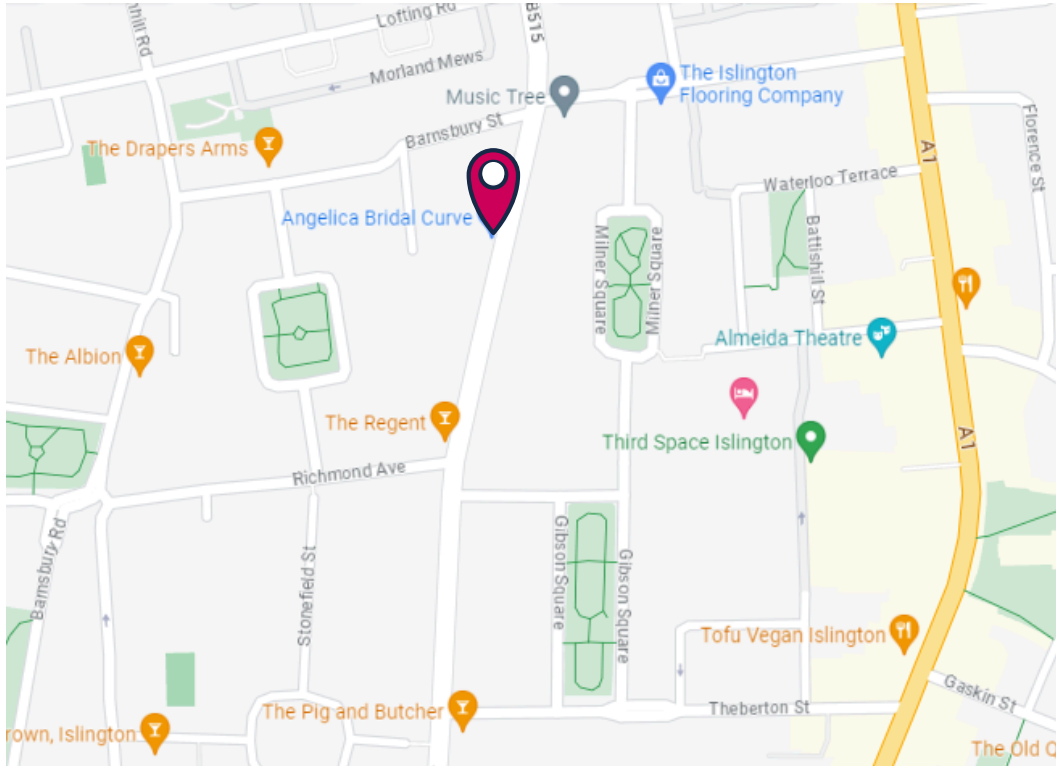 nhill Rd
Lofting Rd
B515
Morland Mews
The Islington
Flooring Company
Music Tree
Barnsbury St
The Drapers Arms
A1
Florence St
Waterloo Terrace
Angelica Bridal Curve
Milner Square
Milner Square
Battishill St
Almeida Theatre
The Albion
The Regent
Third Space Islington
A1
Richmond Ave
Barnsbury Rd
Stonefield St
Gibson Square
Gibson Square
Tofu Vegan Islington
Gaskin St
The Pig and Butcher
Theberton St
rown, Islington
The Old Q